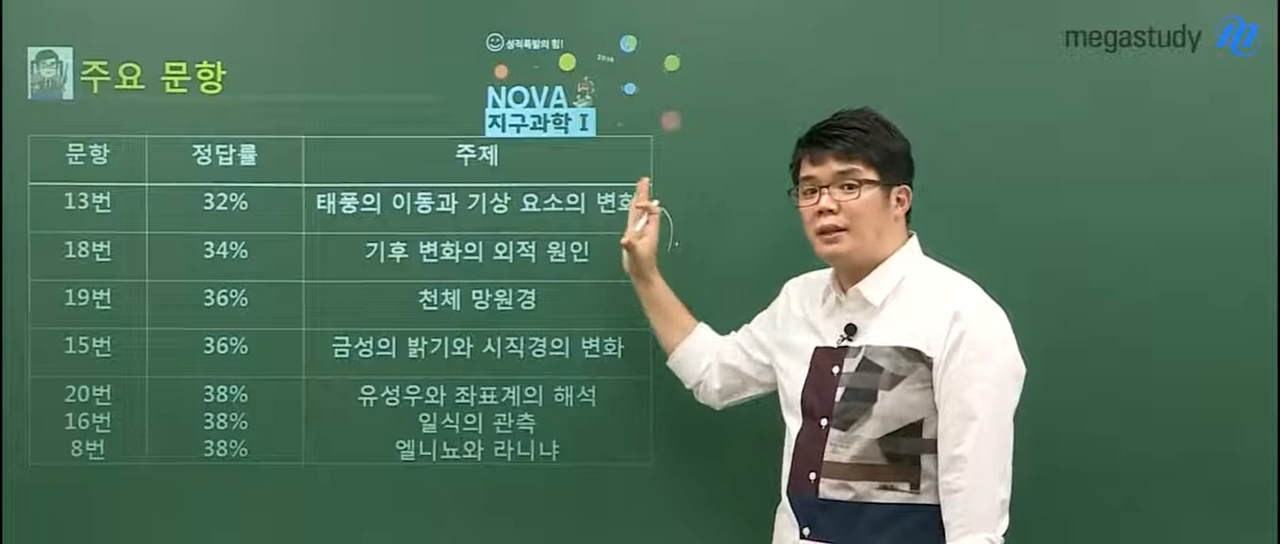 성적폭발의 힘!
2016
megastudy
주요 문항
NOVA
지구과학 I
문항 정답률 주제
13번 32% 태풍의 이동과 기상 요소의 변화
18번 34% 기후 변화의 외적 원인
19번 36% 천체 망원경
15번 36% 금성의 밝기와 시직경의 변화
20번 38% 유성우와 좌표계의 해석
16번 38% 일식의 관측
8번 38% 엘니뇨와 라니냐